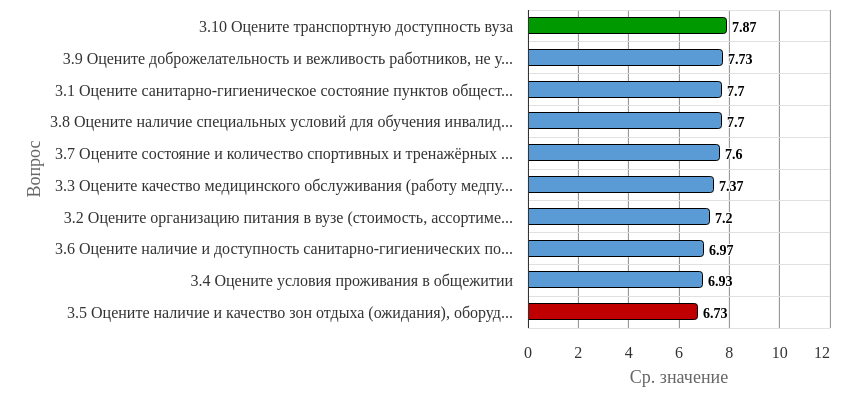 3.10 Оцените транспортную доступность вуза 7.87
3.9 Оцените доброжелательность и вежливость работников, не у... 7.73
3.1 Оцените санитарно-гигиеническое состояние пунктов общест... 7.7
3.8 Оцените наличие специальных условий для обучения инвалид... 7.7
3.7 Оцените состояние и количество спортивных и тренажёрных ... 7.6
3.3 Оцените качество медицинского обслуживания (работу медпу... 7.37
3.2 Оцените организацию питания в вузе (стоимость, ассортиме... 7.2
3.6 Оцените наличие и доступность санитарно-гигиенических по... 6.97
3.4 Оцените условия проживания в общежитии 6.93
3.5 Оцените наличие и качество зон отдыха (ожидания), оборуд... 6.73
Вопрос
0 2 4 6 8 10 12
Ср. значение